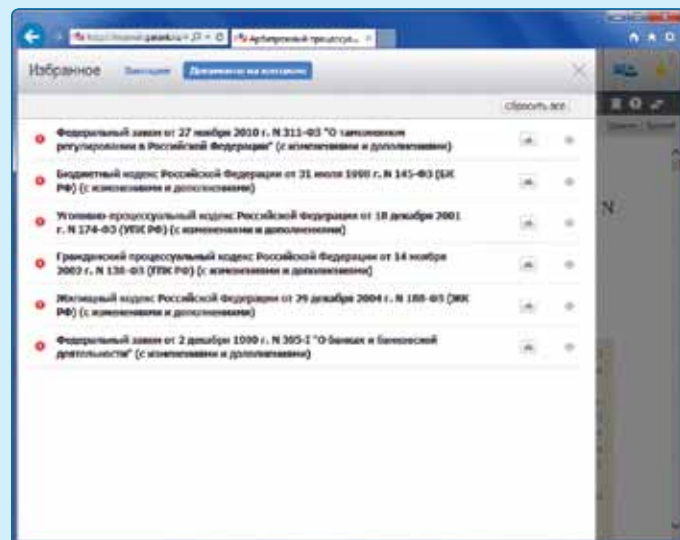 Арбитражный процессу...
Избранное Закладки Документы на контроле
сбросить все
Федеральный закон от 27 ноября 2010 г. N 311-ФЗ "О таможенном
регулировании в Российской Федерации" (с изменениями и дополнениями)
Бюджетный кодекс Российской Федерации от 31 июля 1998 г. N 145-ФЗ (БК
РФ) (с изменениями и дополнениями)
Уголовно-процессуальный кодекс Российской Федерации от 18 декабря 2001
г. N 174-ФЗ (УПК РФ) (с изменениями и дополнениями)
Гражданский процессуальный кодекс Российской Федерации от 14 ноября
2002 г. N 138-ФЗ (ГПК РФ) (с изменениями и дополнениями)
Жилищный кодекс Российской Федерации от 29 декабря 2004 г. N 188-ФЗ (ЖК
РФ) (с изменениями и дополнениями)
Федеральный закон от 2 декабря 1990 г. N 395-I "О банках и банковской
деятельности" (с изменениями и дополнениями)
N